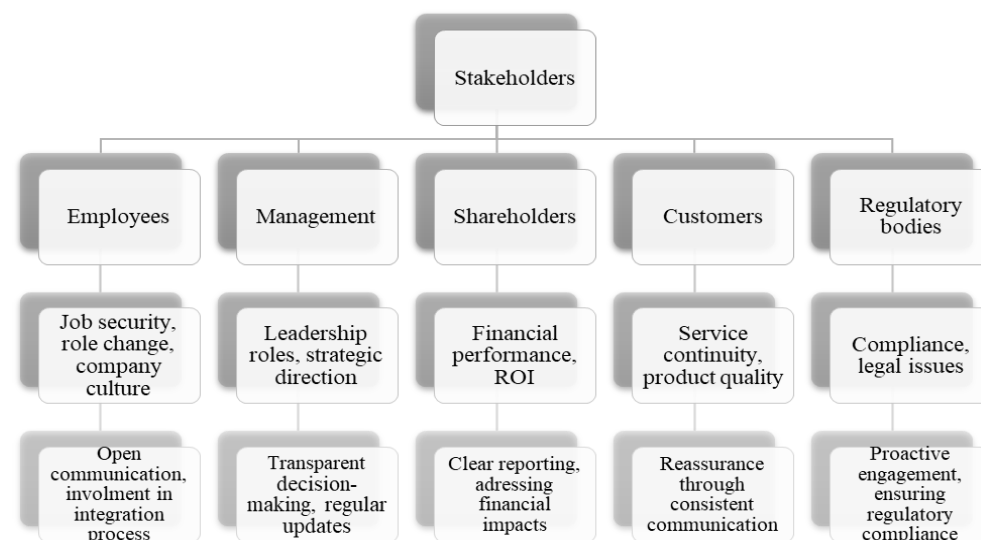 Stakeholders
Employees
Management
Shareholders
Customers
Regulatory
bodies
Job security,
role change,
company
culture
Leadership
roles, strategic
direction
Financial
performance,
ROI
Service
continuity,
product quality
Compliance,
legal issues
Open
communication,
involment in
integration
process
Transparent
decision-
making, regular
updates
Clear reporting,
adressing
financial
impacts
Reassurance
through
consistent
communication
Proactive
engagement,
ensuring
regulatory
compliance